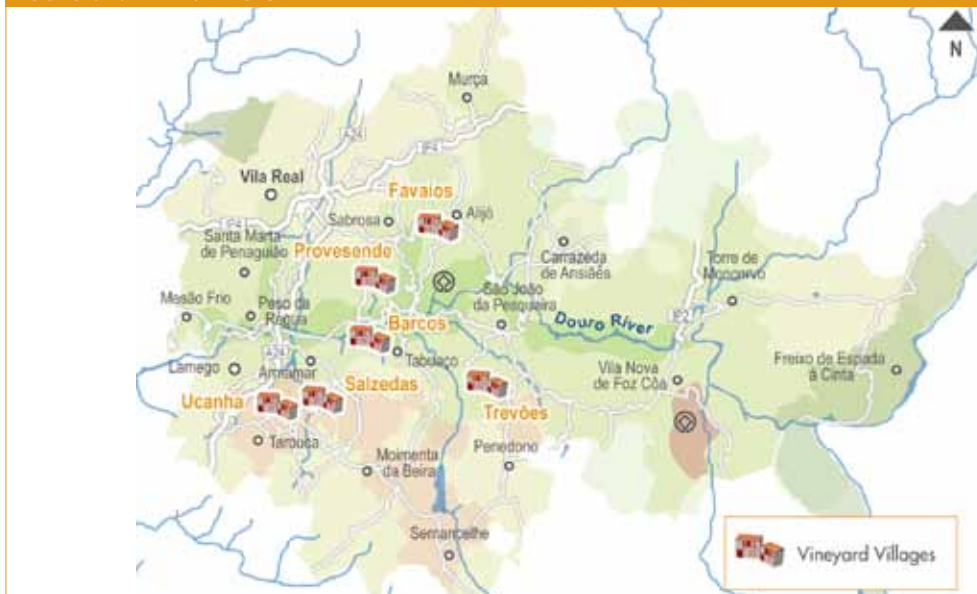 N
Murça
A24
IP4
Vila Real
Favaios
Sabrosa
Alijó
Santa Marta
de Penaguião
Provesende
Carrazeda
de Ansiães
Torre de
Moncorvo
Mesão Frio
Peso da
Régua
São João
da Pesqueira
Douro River
IP2
Barcos
Tabuaço
A24
Lamego
Armamar
Salzedas
Ucanha
Trevões
Vila Nova
de Foz Côa
Freixo de Espada
à Cinta
Tarouca
Moimenta
da Beira
Penedono
Sernancelhe
Vineyard Villages